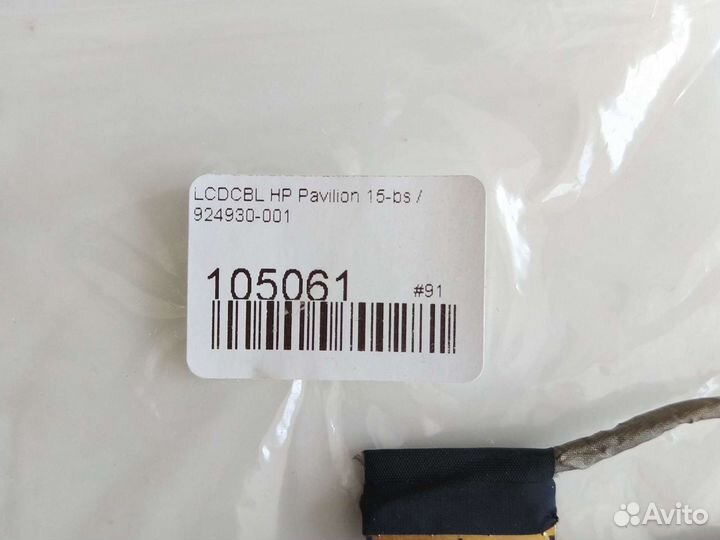 LCDCBL HP Pavilion 15-bs /
924930-001
105061 #91
Avito